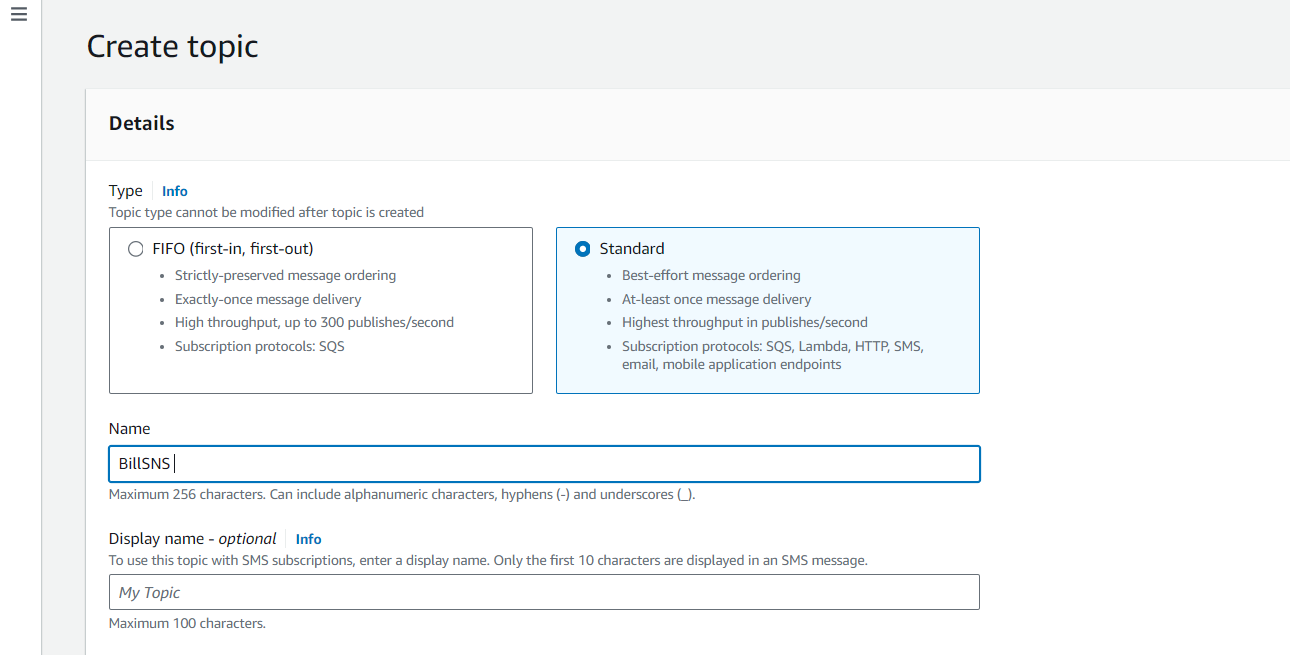 Create topic
Details
Type Info
Topic type cannot be modified after topic is created
FIFO (first-in, first-out)
• Strictly-preserved message ordering
• Exactly-once message delivery
• High throughput, up to 300 publishes/second
• Subscription protocols: SQS
Standard
• Best-effort message ordering
• At-least once message delivery
• Highest throughput in publishes/second
• Subscription protocols: SQS, Lambda, HTTP, SMS,
email, mobile application endpoints
Name
BillSNS
Maximum 256 characters. Can include alphanumeric characters, hyphens (-) and underscores (_).
Display name - optional Info
To use this topic with SMS subscriptions, enter a display name. Only the first 10 characters are displayed in an SMS message.
My Topic
Maximum 100 characters.